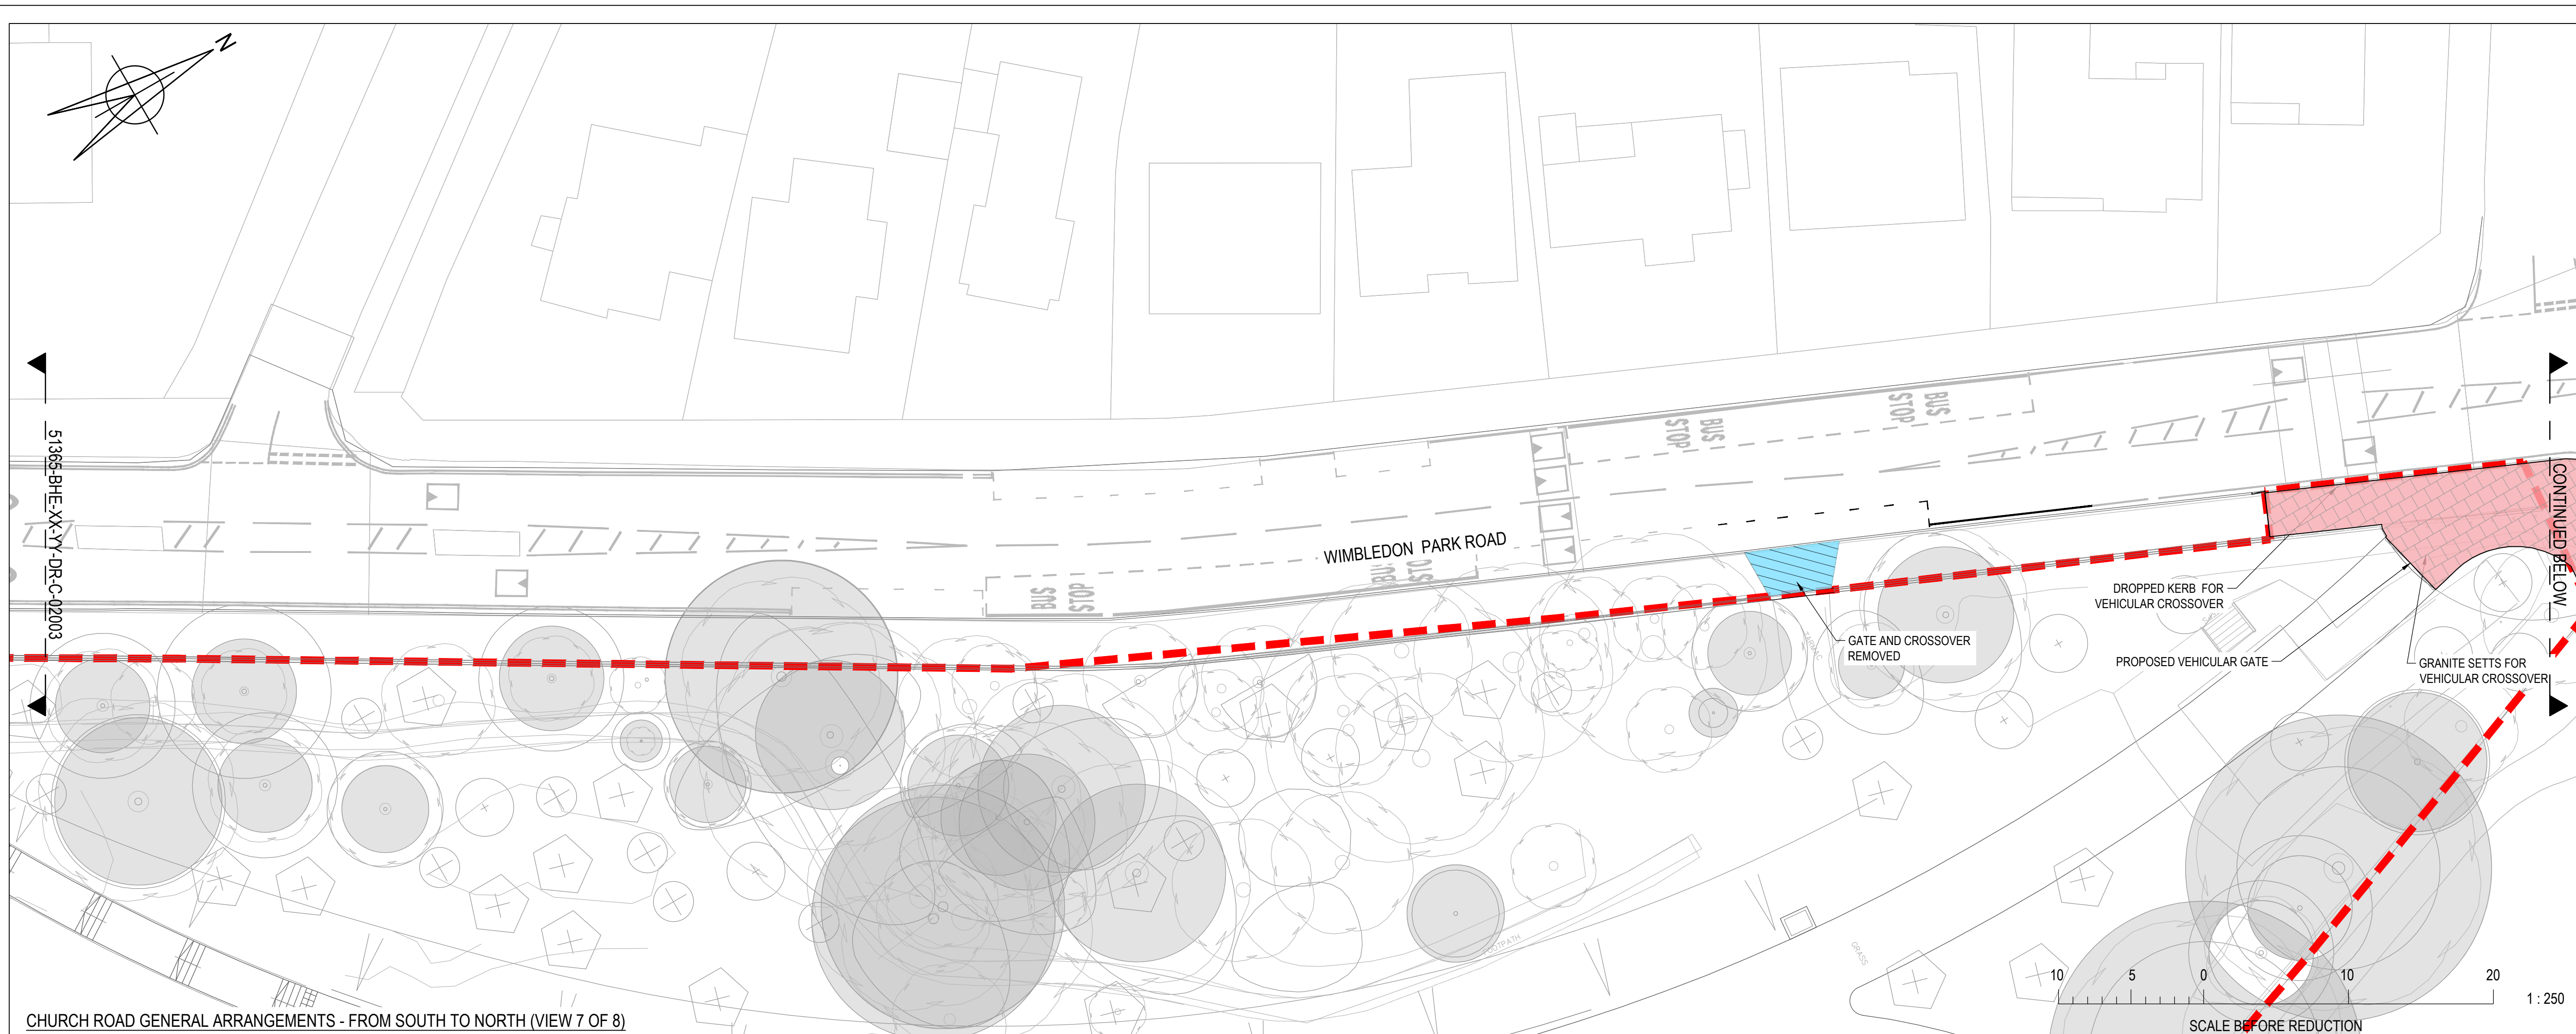 N
51365-BHE-XX-YY-DR-C-02003
BUS
STOP
BUS
STOP
WIMBLEDON PARK ROAD
BUS
STOP
GATE AND CROSSOVER
REMOVED
TARMAC
DROPPED KERB FOR
VEHICULAR CROSSOVER
PROPOSED VEHICULAR GATE
GRANITE SETTS FOR
VEHICULAR CROSSOVER
CONTINUED BELOW
GRASS
10 5 0 10 20
1 : 250
SCALE BEFORE REDUCTION
CHURCH ROAD GENERAL ARRANGEMENTS - FROM SOUTH TO NORTH (VIEW 7 OF 8)